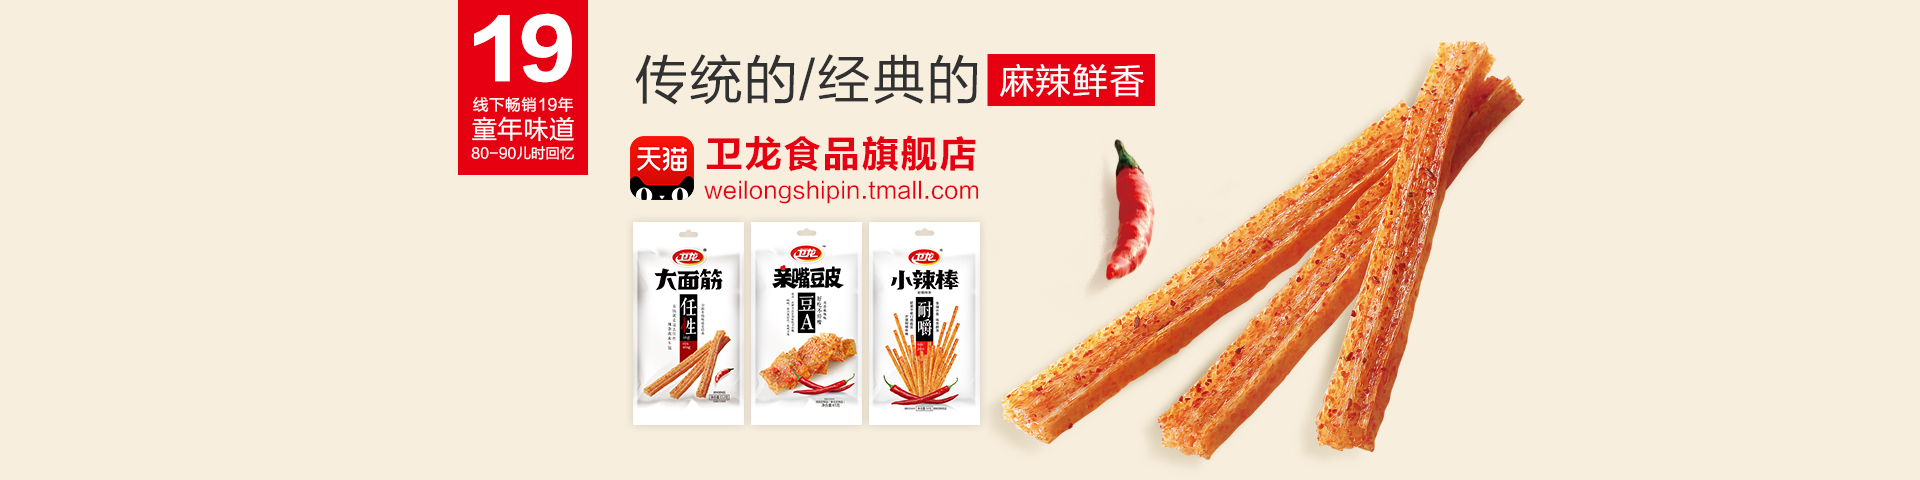 19
线下畅销19年
童年味道
80-90儿时回忆
传统的/经典的 麻辣鲜香
天猫
卫龙食品旗舰店
weilongshipin.tmall.com
卫龙
大面筋
任性
卫龙
亲嘴豆皮
豆A
卫龙
小辣棒
耐嚼